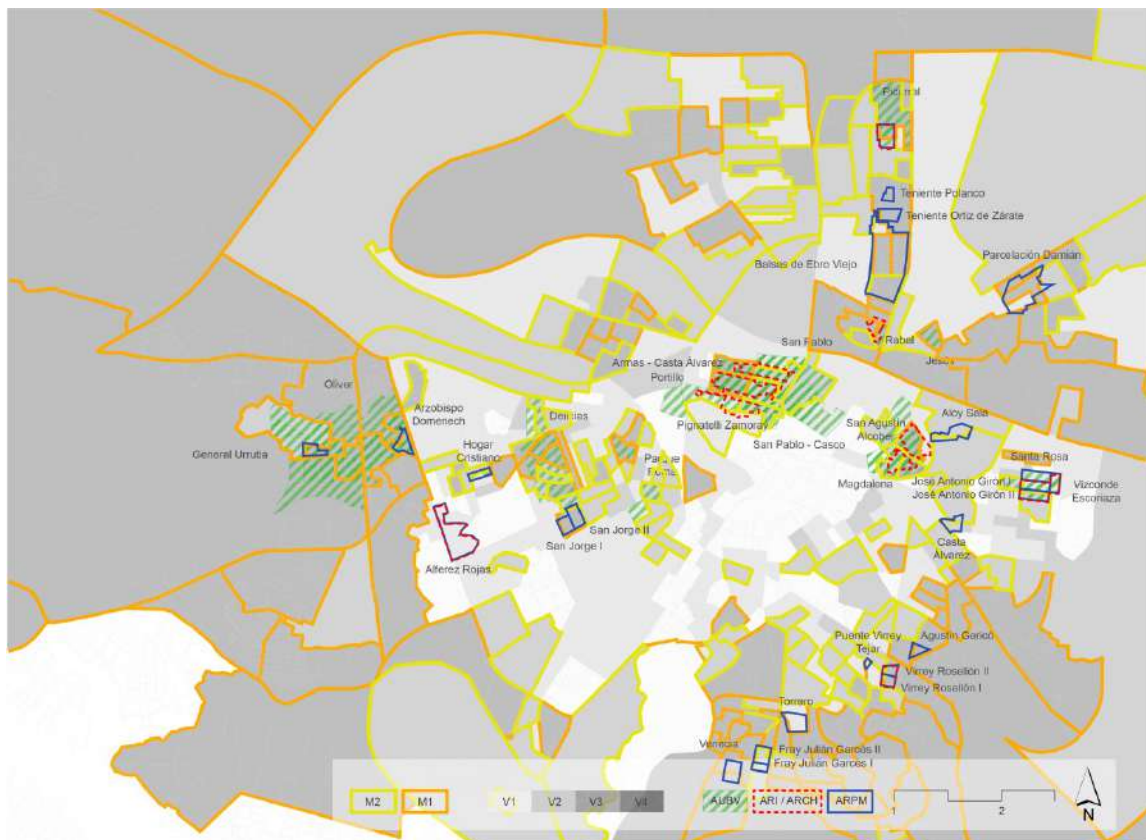 Picarral
Teniente Polanco
Teniente Ortiz de Zárate
Parcelación Damián
Balsas de Ebro Viejo
San Pablo
Rabal
Jesús
Armas - Casta Álvarez
Portillo
Oliver
Arzobispo
Domenech
Delicias
Pignatelli Zamoray
San Agustín
Alcober
Aloy Sala
General Urrutia
Hogar
Cristiano
Parque
Roma
San Pablo - Casco
Santa Rosa
Magdalena
José Antonio Girón I
José Antonio Girón II
Vizconde
Escoriaza
San Jorge II
San Jorge I
Casta
Álvarez
Alferez Rojas
Puente Virrey
Tejar
Agustín Gericó
Virrey Rosellón II
Virrey Rosellón I
Torrero
Venecia
Fray Julián Garcés II
Fray Julián Garcés I
M2 M1 V1 V2 V3 V4 AUBV ARI / ARCH ARPM 1 2 N